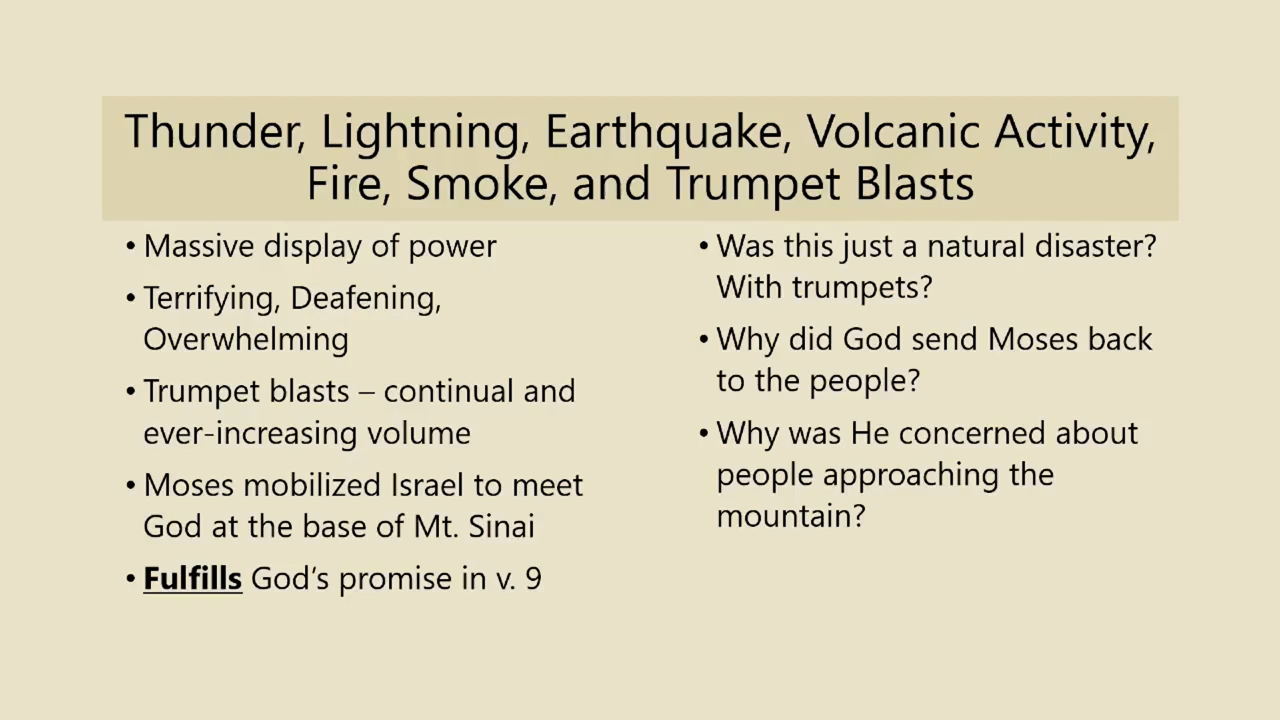 Thunder, Lightning, Earthquake, Volcanic Activity,
Fire, Smoke, and Trumpet Blasts
• Massive display of power
• Terrifying, Deafening,
Overwhelming
• Trumpet blasts – continual and
ever-increasing volume
• Moses mobilized Israel to meet
God at the base of Mt. Sinai
• Fulfills God’s promise in v. 9
• Was this just a natural disaster?
With trumpets?
• Why did God send Moses back
to the people?
• Why was He concerned about
people approaching the
mountain?